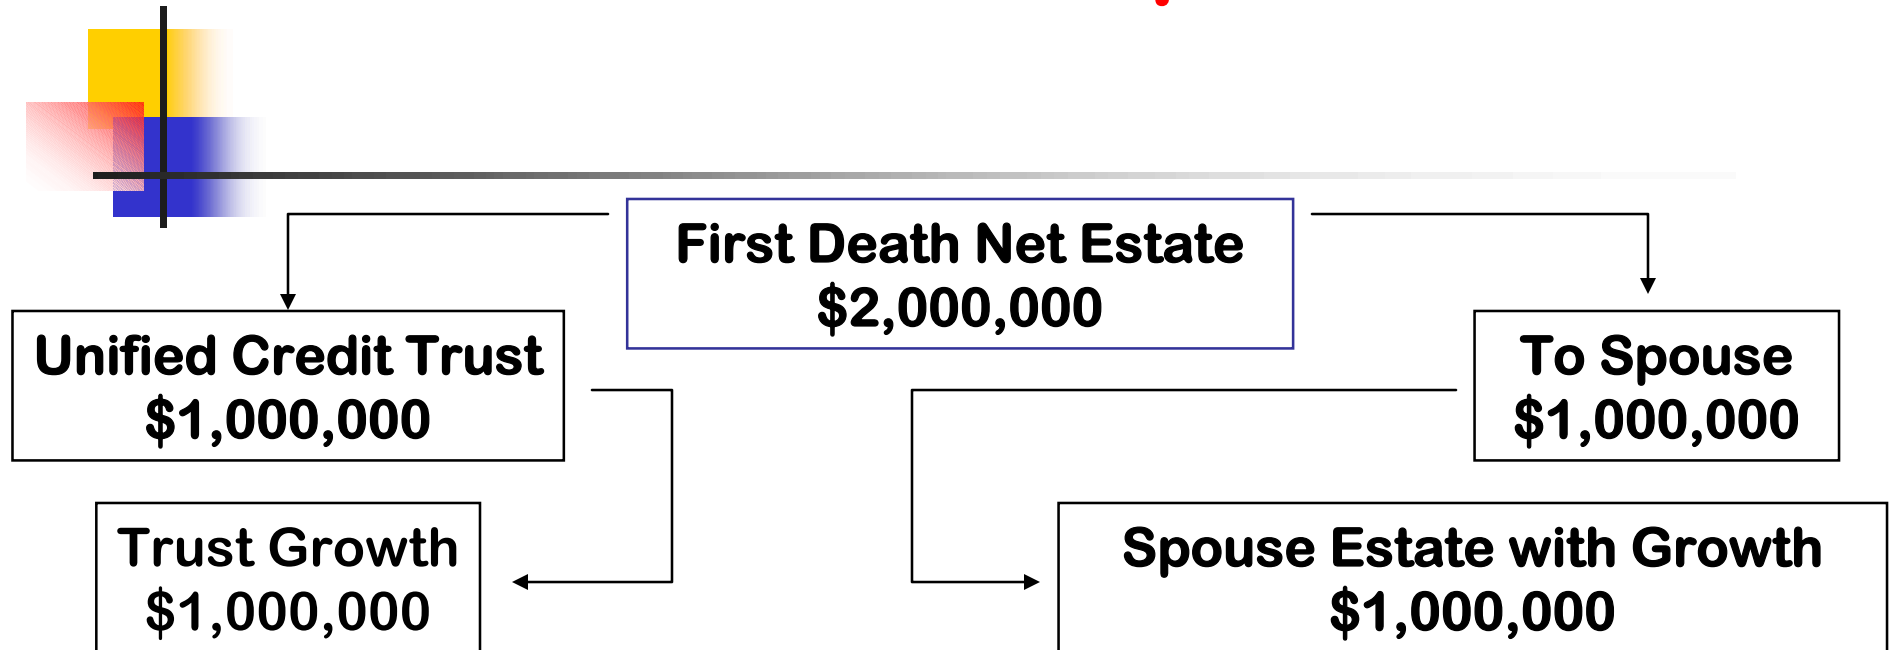 First Death Net Estate
$2,000,000
Unified Credit Trust
$1,000,000
To Spouse
$1,000,000
Trust Growth
$1,000,000
Spouse Estate with Growth
$1,000,000